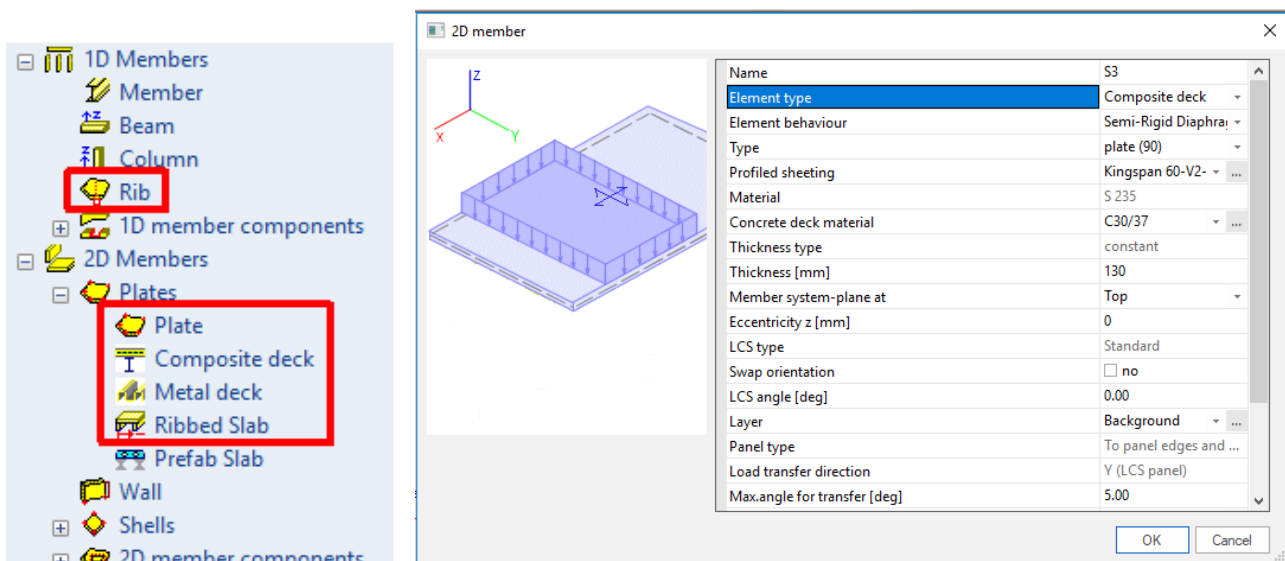 1D Members
Member
Beam
Column
Rib
1D member components
2D Members
Plates
Plate
Composite deck
Metal deck
Ribbed Slab
Prefab Slab
Wall
Shells
2D member components
2D member
Z
X
Y
Name S3
Element type Composite deck
Element behaviour Semi-Rigid Diaphra
Type plate (90)
Profiled sheeting Kingspan 60-V2- ...
Material S 235
Concrete deck material C30/37 ...
Thickness type constant
Thickness [mm] 130
Member system-plane at Top
Eccentricity z [mm] 0
LCS type Standard
Swap orientation no
LCS angle [deg] 0.00
Layer Background ...
Panel type To panel edges and ...
Load transfer direction Y (LCS panel)
Max.angle for transfer [deg] 5.00
OK Cancel